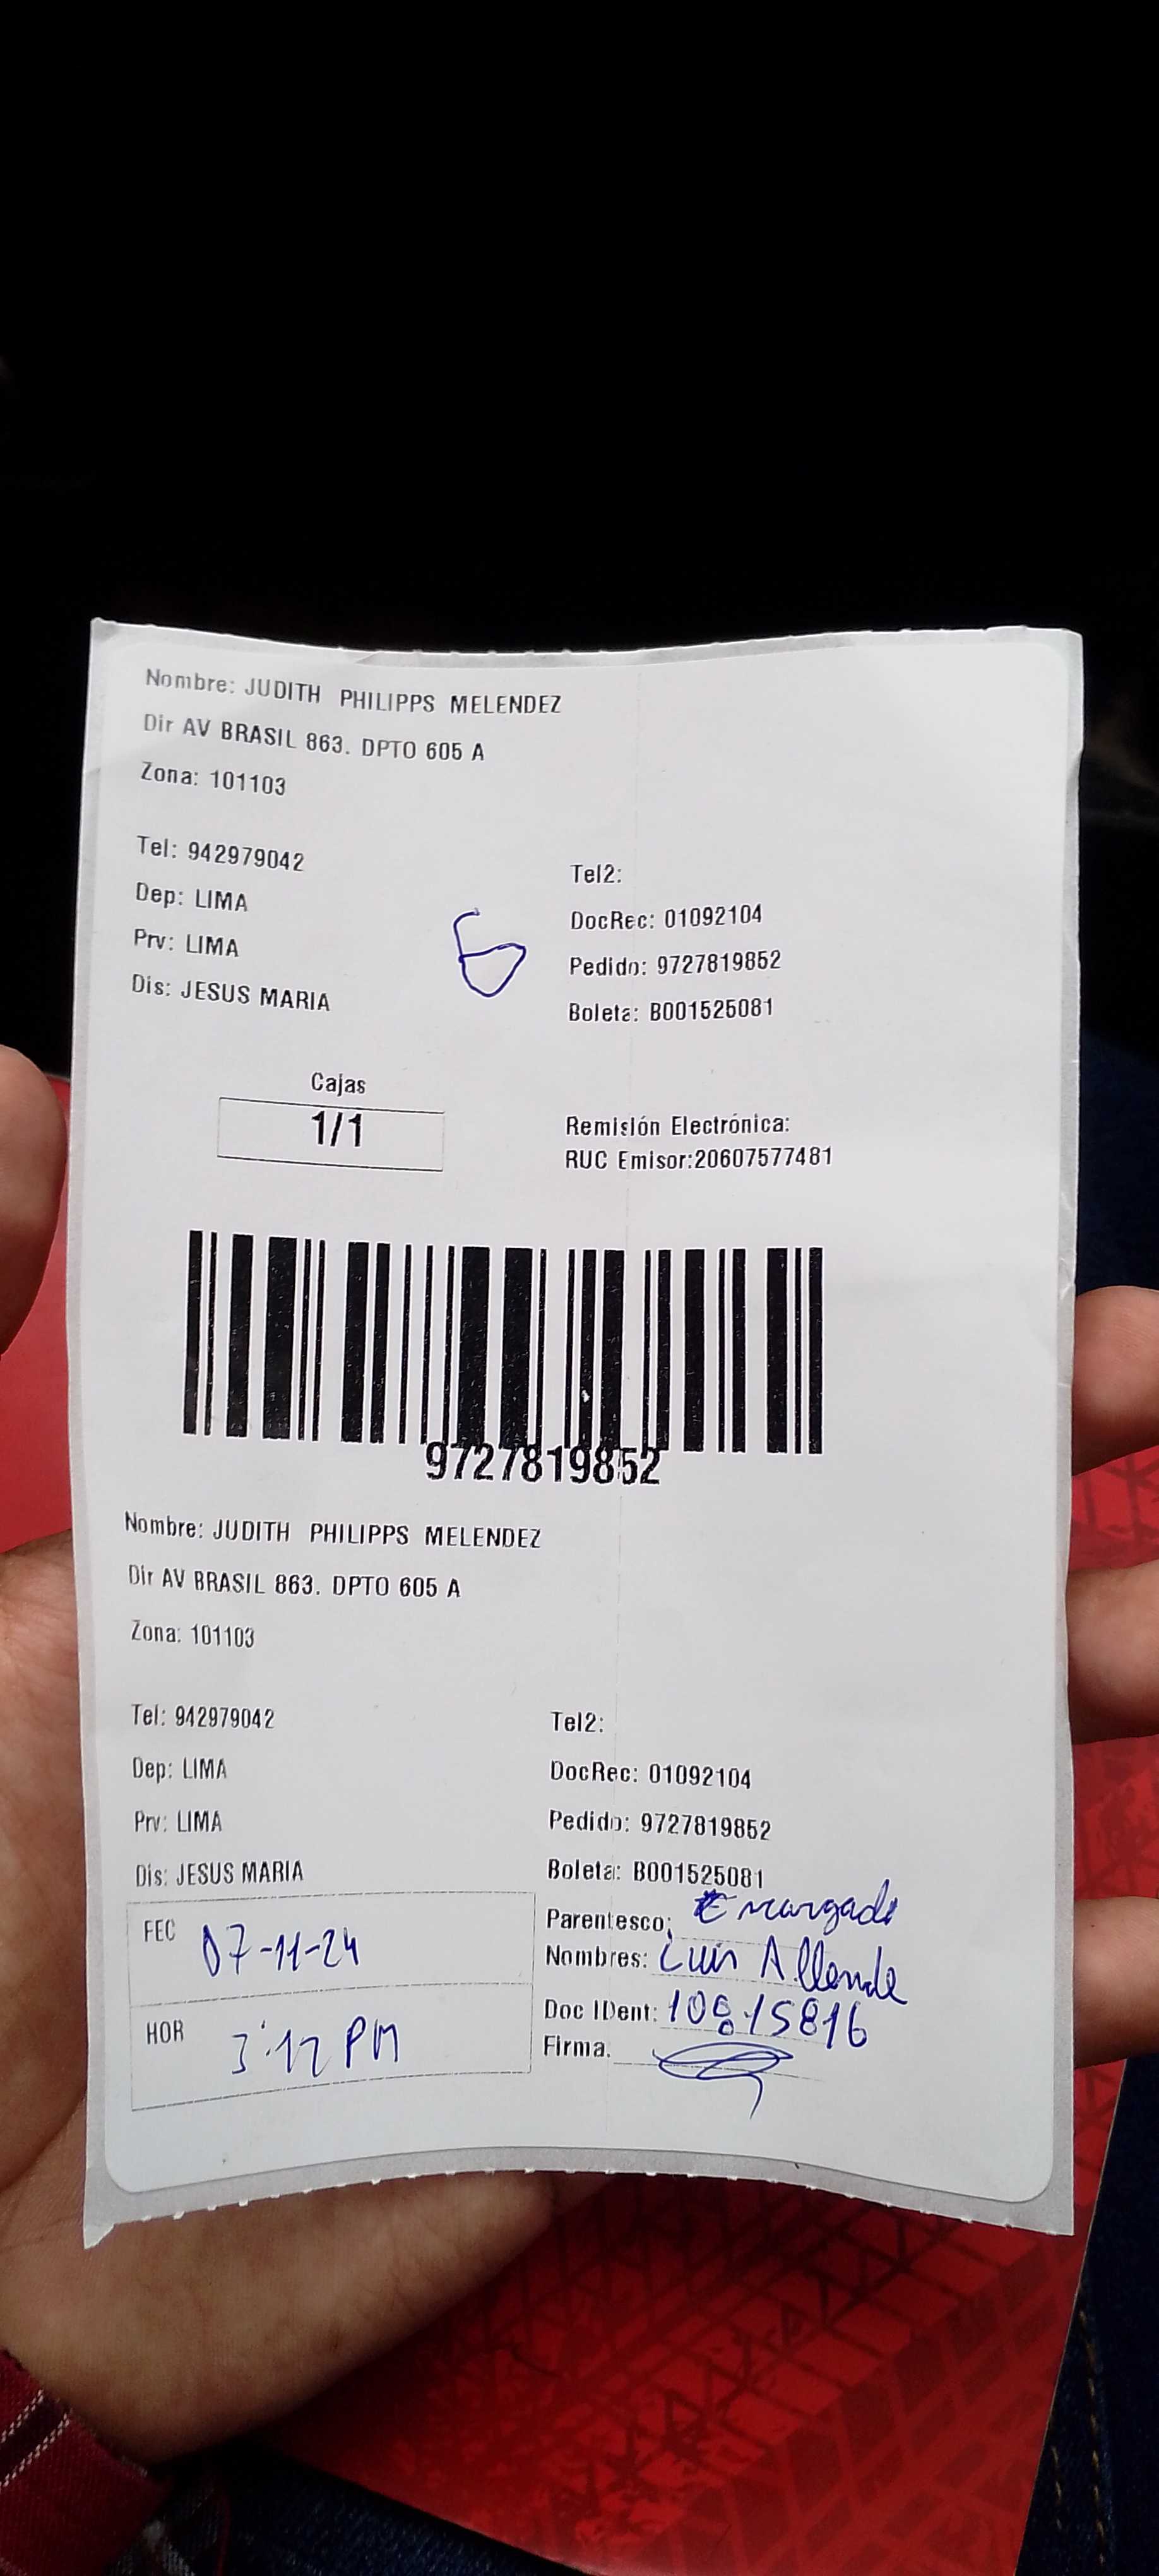 Nombre: JUDITH PHILIPPS MELENDEZ
Dir AV BRASIL 863. DPTO 605 A
Zona: 101103
Tel: 942979042
Tel2:
Dep: LIMA
DocRec: 01092104
Prv: LIMA
Pedido: 9727819852
Dis: JESUS MARIA
Boleta: B001525081
Cajas
1/1
Remisión Electrónica:
RUC Emisor:20607577481
9727819852
Nombre: JUDITH PHILIPPS MELENDEZ
Dir AV BRASIL 863. DPTO 605 A
Zona: 101103
Tel: 942979042
Tel2:
Dep: LIMA
DocRec: 01092104
Prv: LIMA
Pedido: 9727819852
Dis: JESUS MARIA
Boleta: B001525081
FEC 07-11-24
Parentesco: Encargado
Nombres: Luis Allende
HOR 3:12 PM
Doc IDent:
Firma: